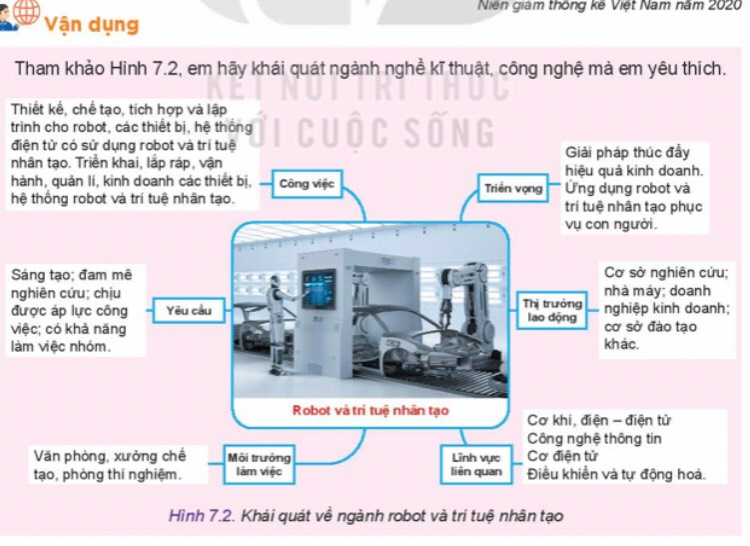 Niên giám thống kê Việt Nam năm 2020
Vận dụng
Tham khảo Hình 7.2, em hãy khái quát ngành nghề kĩ thuật, công nghệ mà em yêu thích.
KẾT NỐI TRI THỨC
VỚI CUỘC SỐNG
Thiết kế, chế tạo, tích hợp và lập
trình cho robot, các thiết bị, hệ thống
điện tử có sử dụng robot và trí tuệ
nhân tạo. Triển khai, lắp ráp, vận
hành, quản lí, kinh doanh các thiết bị,
hệ thống robot và trí tuệ nhân tạo.
Công việc
Triển vọng
Giải pháp thúc đẩy
hiệu quả kinh doanh.
Ứng dụng robot và
trí tuệ nhân tạo phục
vụ con người.
Sáng tạo; đam mê
nghiên cứu; chịu
được áp lực công
việc; có khả năng
làm việc nhóm.
Yêu cầu
Thị trường
lao động
Cơ sở nghiên cứu;
nhà máy; doanh
nghiệp kinh doanh;
cơ sở đào tạo
khác.
Robot và trí tuệ nhân tạo
Văn phòng, xưởng chế
tạo, phòng thí nghiệm.
Môi trường
làm việc
Lĩnh vực
liên quan
Cơ khí, điện – điện tử
Công nghệ thông tin
Cơ điện tử
Điều khiển và tự động hoá.
Hình 7.2. Khái quát về ngành robot và trí tuệ nhân tạo